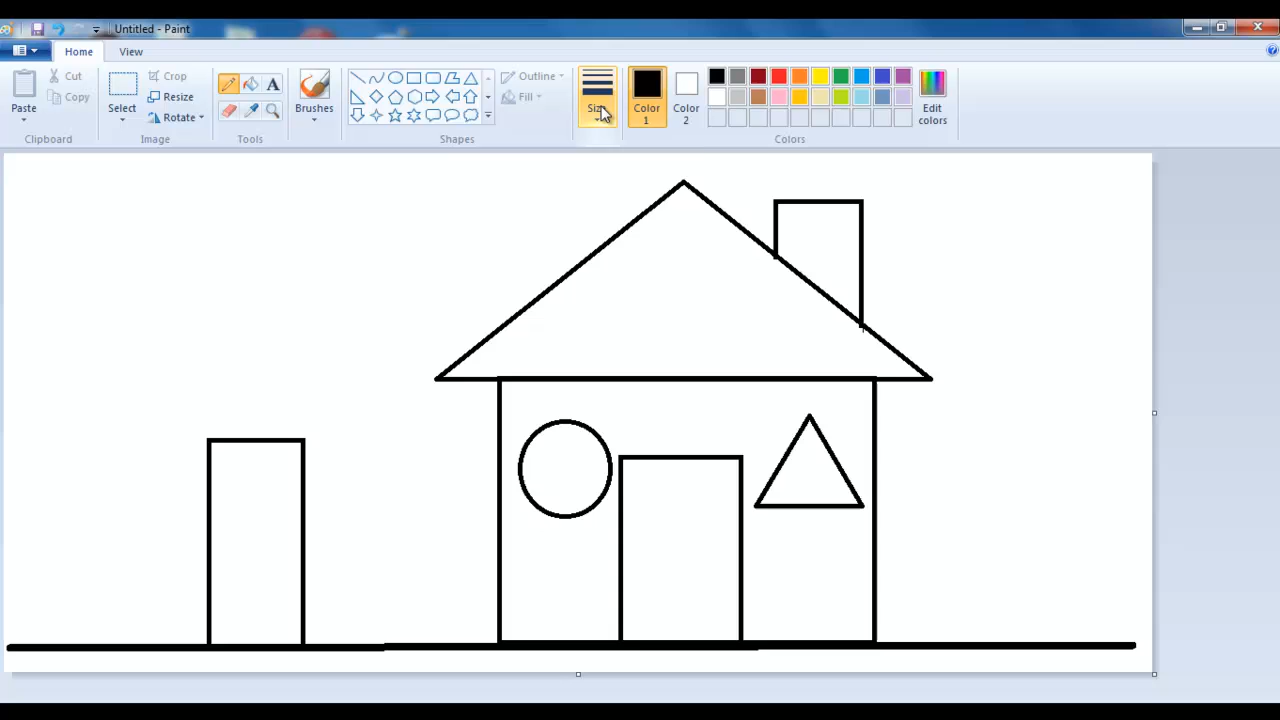 Untitled - Paint
Home View
Paste Cut Copy
Select Crop Resize Rotate
A
Brushes
Outline Fill
Size
Color 1
Color 2
Edit colors
Clipboard Image Tools Shapes Colors